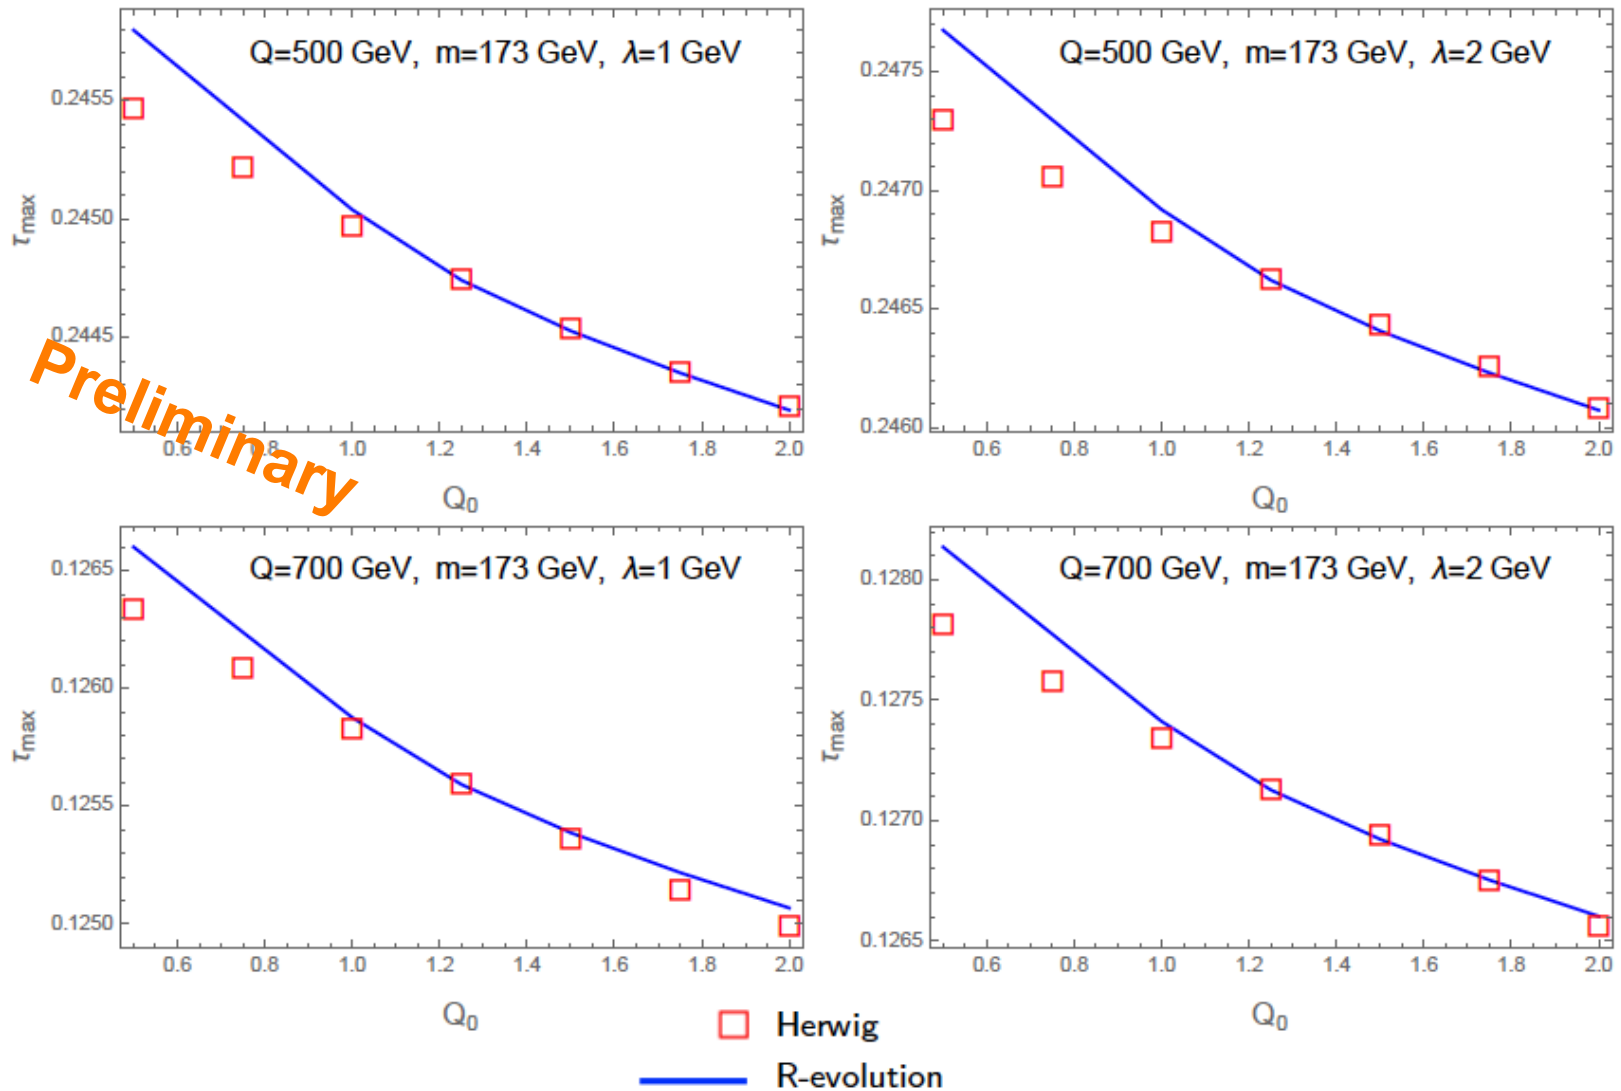 Q=500 GeV, m=173 GeV, λ=1 GeV
0.2455
0.2450
0.2445
τmax
0.6 0.8 1.0 1.2 1.4 1.6 1.8 2.0
Q0
Q=500 GeV, m=173 GeV, λ=2 GeV
0.2475
0.2470
0.2465
0.2460
τmax
0.6 0.8 1.0 1.2 1.4 1.6 1.8 2.0
Q0
Preliminary
Q=700 GeV, m=173 GeV, λ=1 GeV
0.1265
0.1260
0.1255
0.1250
τmax
0.6 0.8 1.0 1.2 1.4 1.6 1.8 2.0
Q0
Q=700 GeV, m=173 GeV, λ=2 GeV
0.1280
0.1275
0.1270
0.1265
τmax
0.6 0.8 1.0 1.2 1.4 1.6 1.8 2.0
Q0
Herwig
R-evolution